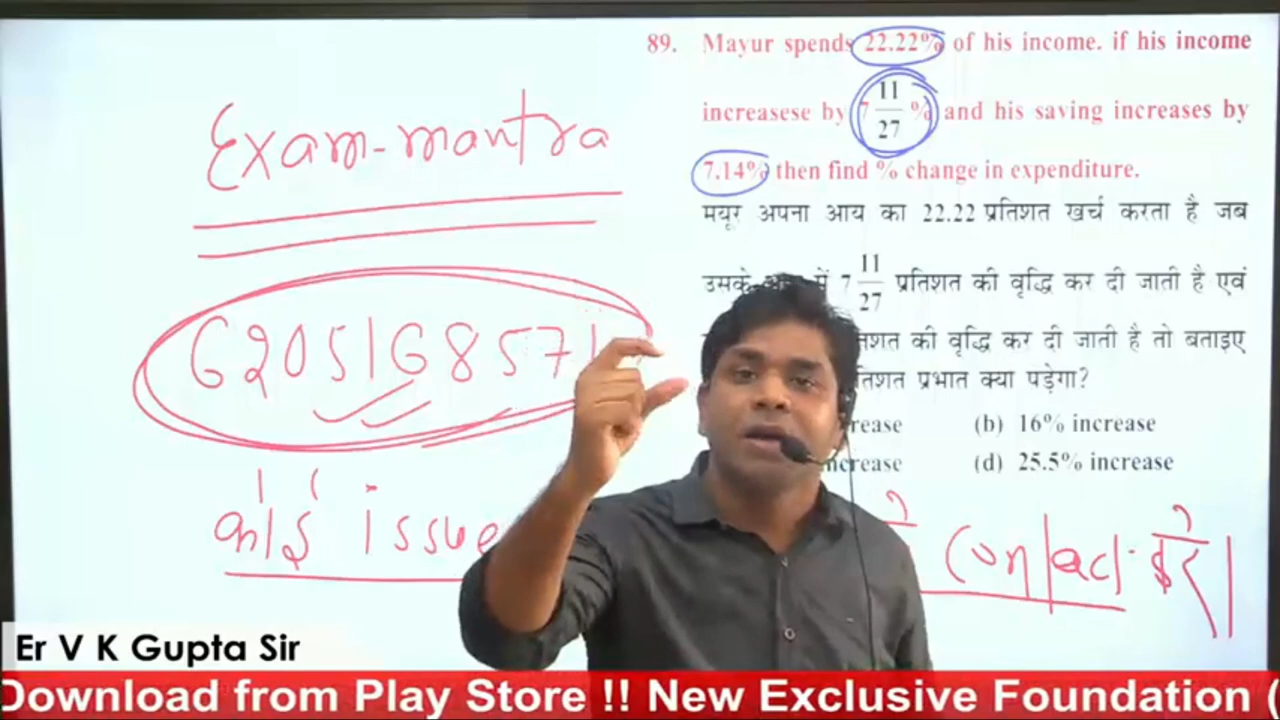 89. Mayur spends 22.22% of his income. if his income
increasese by 7 11/27 % and his saving increases by
7.14% then find % change in expenditure.
मयूर अपना आय का 22.22 प्रतिशत खर्च करता है जब
उसके में 7 11/27 प्रतिशत की वृद्धि कर दी जाती है एवं
की वृद्धि कर दी जाती है तो बताइए
प्रभात क्या पड़ेगा?
(b) 16% increase
(d) 25.5% increase
Exam-mantra
6205168571
कोई issue
Contact करें।
Er V K Gupta Sir
Download from Play Store !! New Exclusive Foundation (